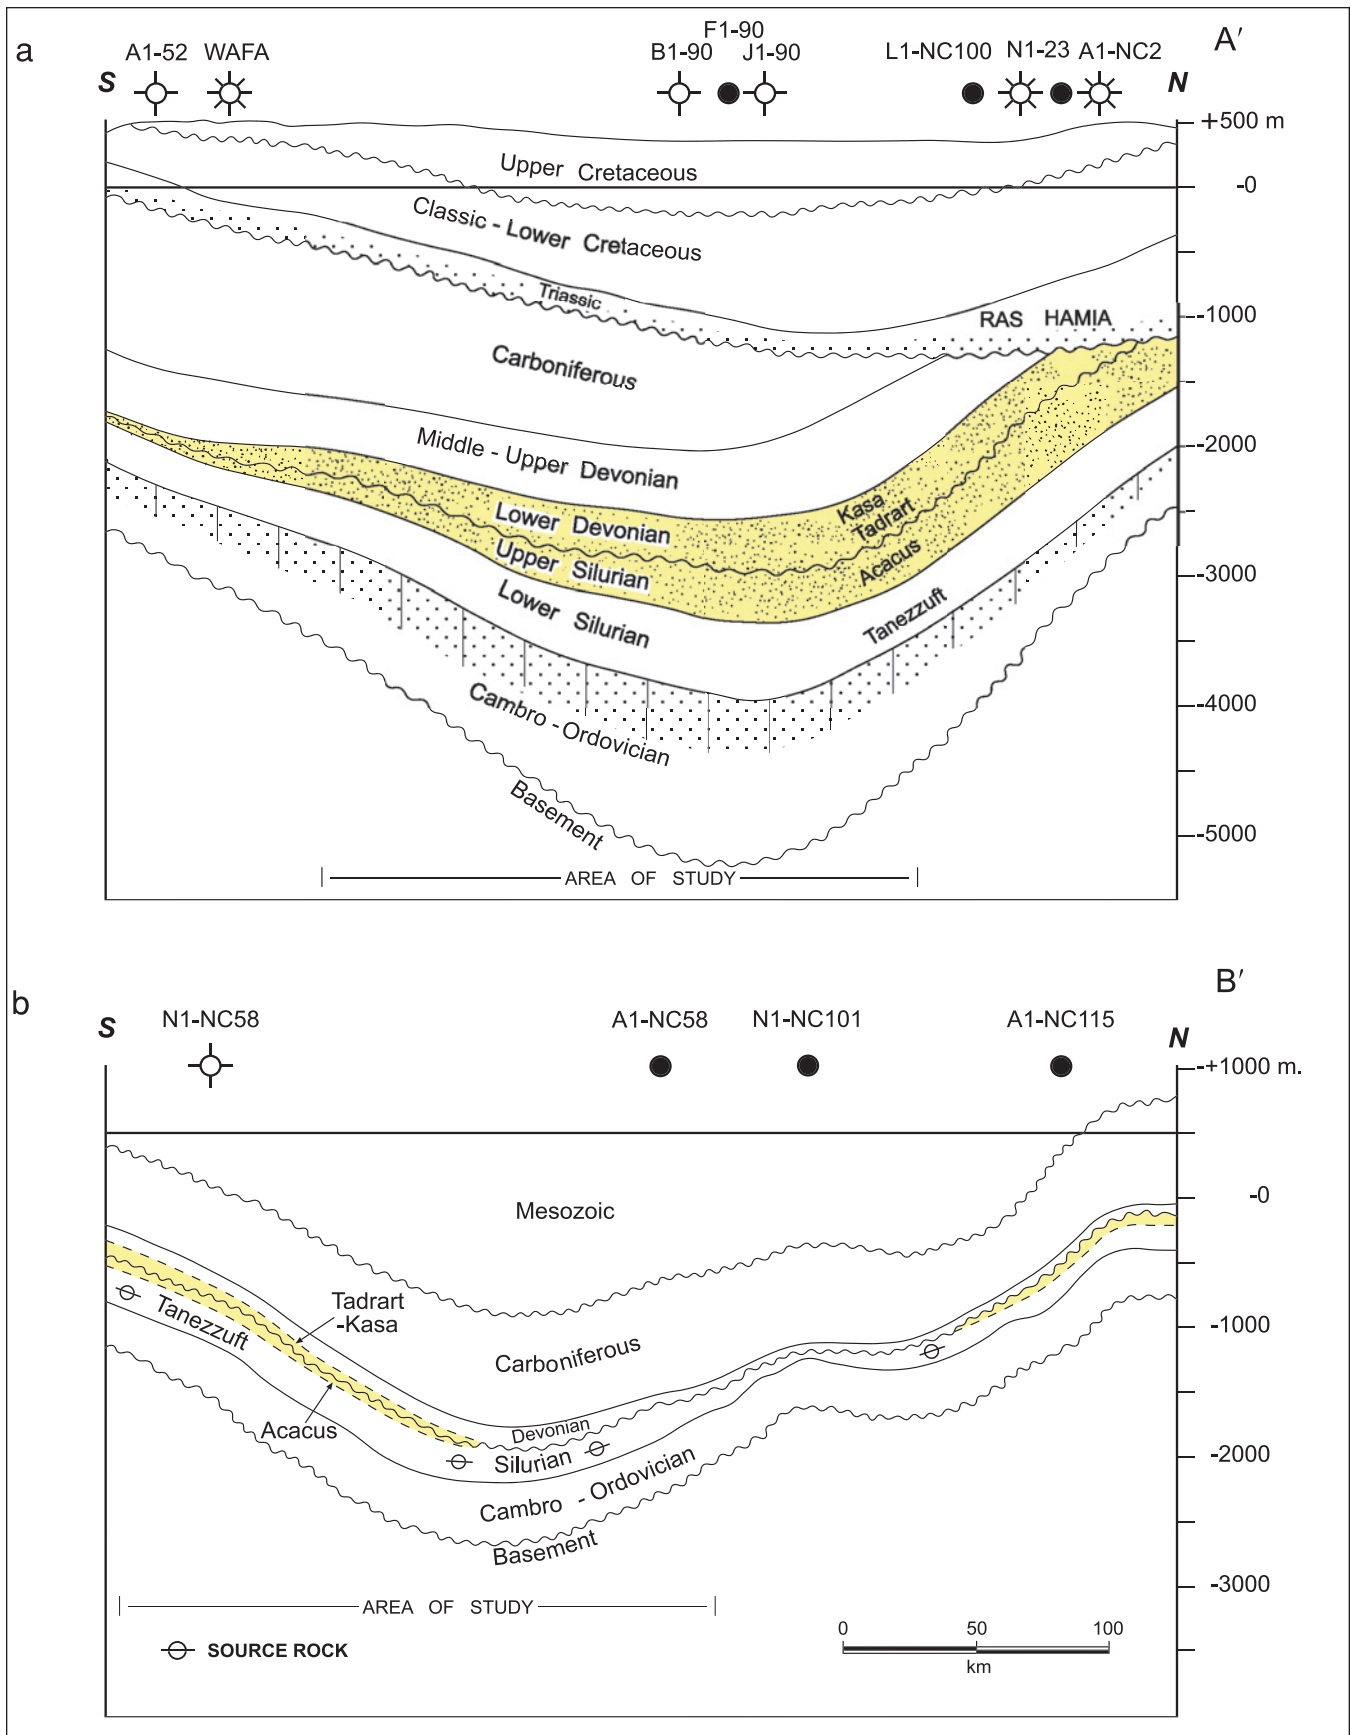 a
F1-90
A1-52 WAFA B1-90 J1-90 L1-NC100 N1-23 A1-NC2 A′
S N
+500 m
Upper Cretaceous
-0
Classic - Lower Cretaceous
Triassic
-1000
RAS HAMIA
Carboniferous
Middle - Upper Devonian
-2000
Lower Devonian
Kasa
Tadrart
Upper Silurian
Acacus
-3000
Lower Silurian
Tanezzuft
Cambro - Ordovician
-4000
Basement
-5000
AREA OF STUDY
b
B′
S N1-NC58 A1-NC58 N1-NC101 A1-NC115 N
-+1000 m.
Mesozoic
-0
Tanezzuft
Tadrart
-Kasa
-1000
Carboniferous
Acacus
Devonian
Silurian
-2000
Cambro - Ordovician
Basement
-3000
AREA OF STUDY
SOURCE ROCK
0 50 100
km